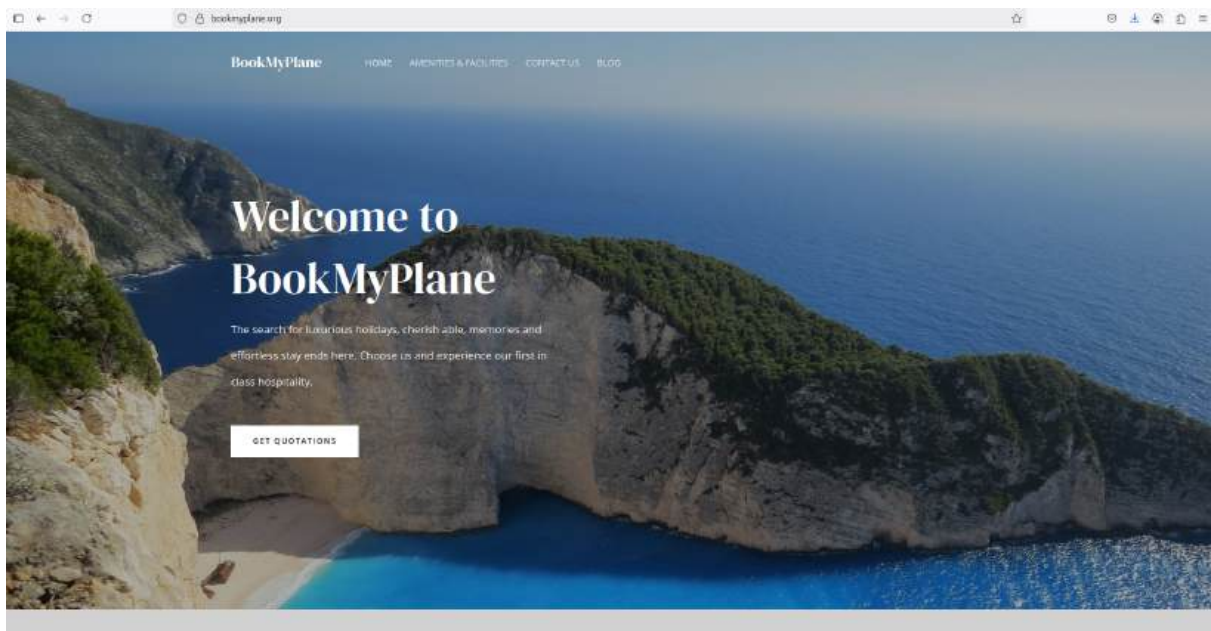 bookmyplane.org
BookMyPlane HOME AMENITIES & FACILITIES CONTACT US BLOG
Welcome to
BookMyPlane
The search for luxurious holidays, cherish able, memories and
effortless stay ends here. Choose us and experience our first in
class hospitality.
GET QUOTATIONS